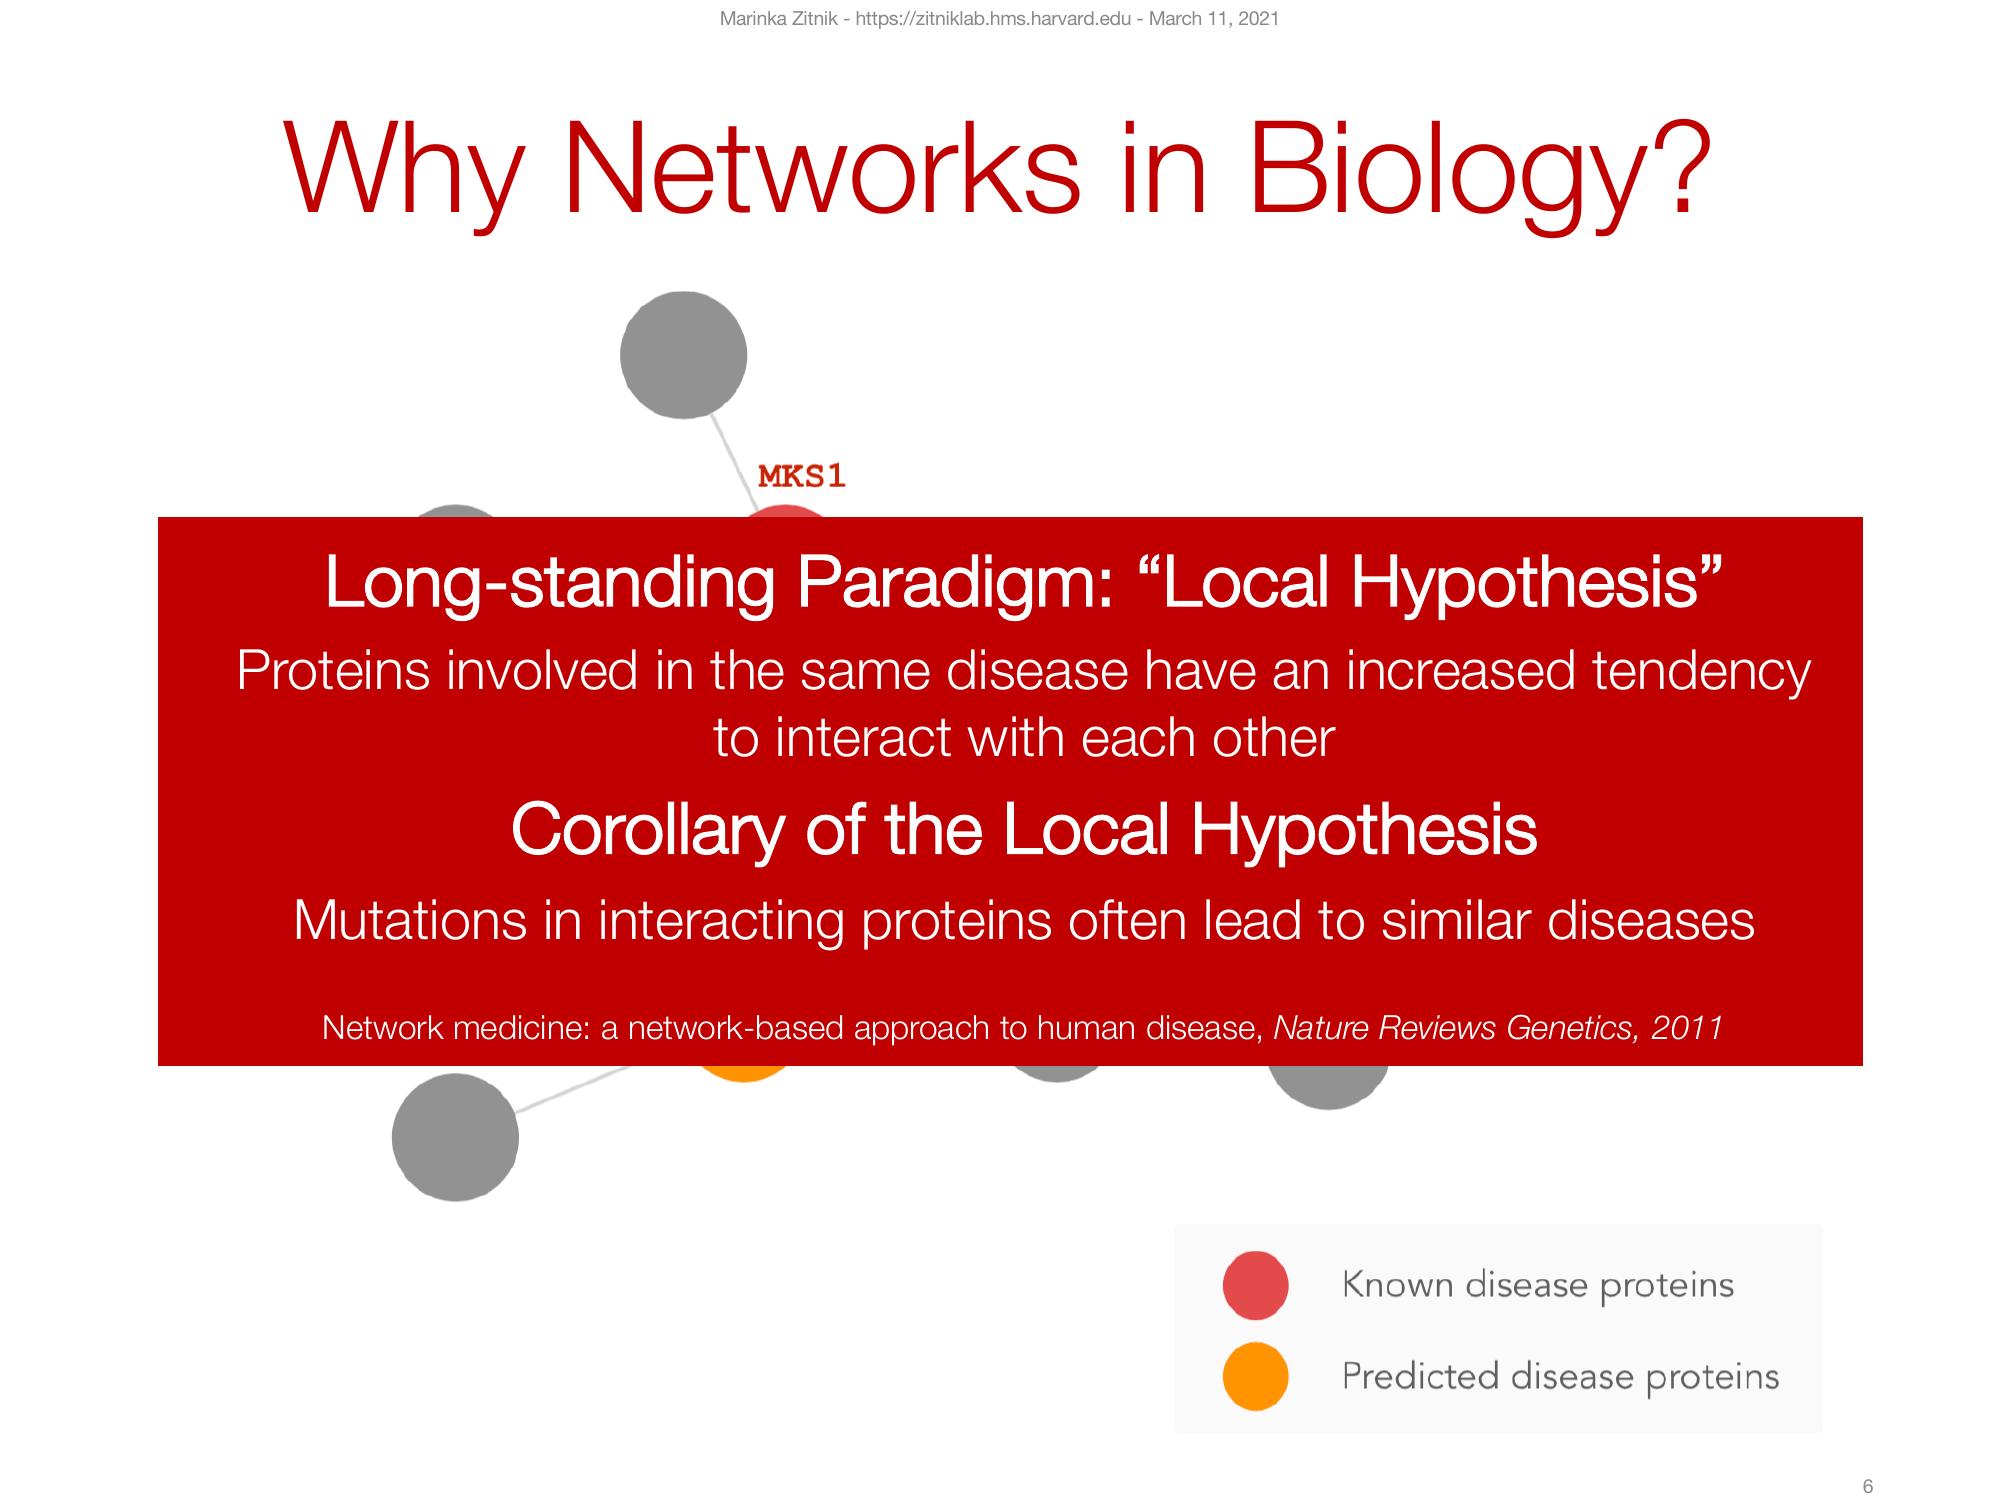 Marinka Zitnik - https://zitniklab.hms.harvard.edu - March 11, 2021
Why Networks in Biology?
MKS1
Long-standing Paradigm: “Local Hypothesis”
Proteins involved in the same disease have an increased tendency
to interact with each other
Corollary of the Local Hypothesis
Mutations in interacting proteins often lead to similar diseases
Network medicine: a network-based approach to human disease, Nature Reviews Genetics, 2011
Known disease proteins
Predicted disease proteins
6